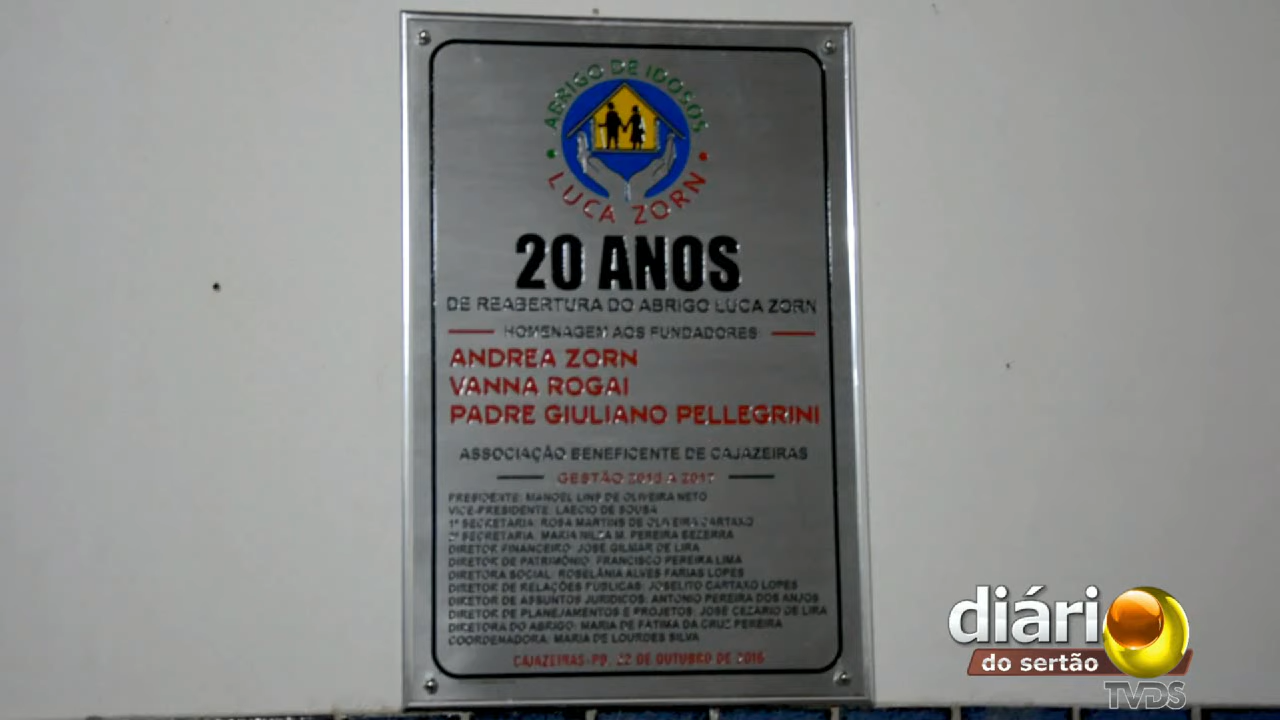 ABRIGO DE IDOSOS
LUCA ZORN
20 ANOS
DE REABERTURA DO ABRIGO LUCA ZORN
HOMENAGEM AOS FUNDADORES
ANDREA ZORN
VANNA ROGAI
PADRE GIULIANO PELLEGRINI
ASSOCIAÇÃO BENEFICENTE DE CAJAZEIRAS
GESTÃO A 2017
PRESIDENTE: MANOEL LINS DE OLIVEIRA NETO
VICE-PRESIDENTE: LAECIO DE SOUSA
1ª SECRETARIA: ROSA MARTINS DE OLIVEIRA CARTAXO
2ª SECRETARIA: MARIA NILZA M. PEREIRA BEZERRA
DIRETOR FINANCEIRO: JOSÉ GILMAR DE LIRA
DIRETOR DE PATRIMÔNIO: FRANCISCO PEREIRA LIMA
DIRETORA SOCIAL: ROSELÂNIA ALVES FARIAS LOPES
DIRETOR DE RELAÇÕES PÚBLICAS: JOSELITO CARTAXO LOPES
DIRETOR DE ASSUNTOS JURÍDICOS: ANTONIO PEREIRA DOS ANJOS
DIRETOR DE PLANEJAMENTOS E PROJETOS: JOSÉ CEZÁRIO DE LIRA
DIRETORA DO ABRIGO: MARIA DE FÁTIMA DA CRUZ PEREIRA
COORDENADORA: MARIA DE LOURDES SILVA
CAJAZEIRAS-PB, 22 DE OUTUBRO DE 2016
diário
do sertão
TVDS